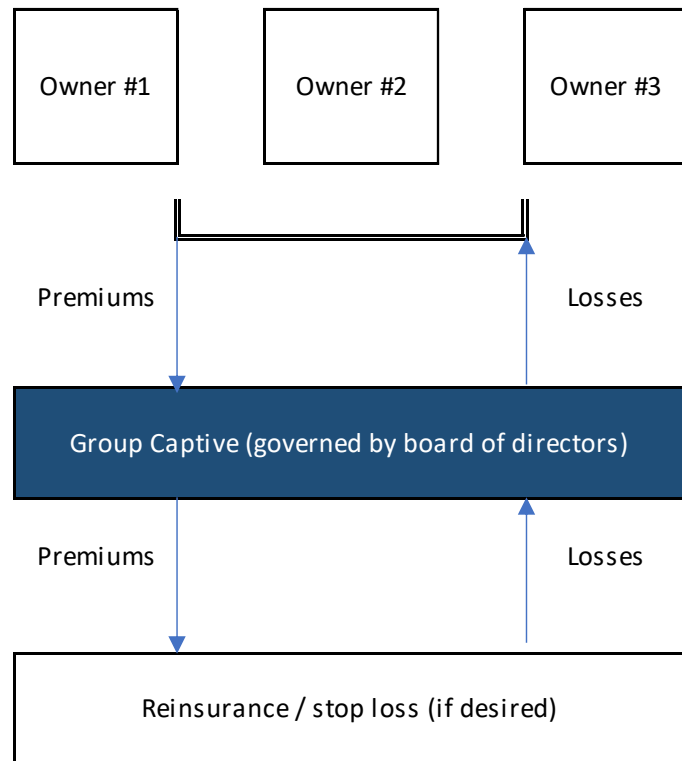 Owner #1
Owner #2
Owner #3
Premiums
Losses
Group Captive (governed by board of directors)
Premiums
Losses
Reinsurance / stop loss (if desired)